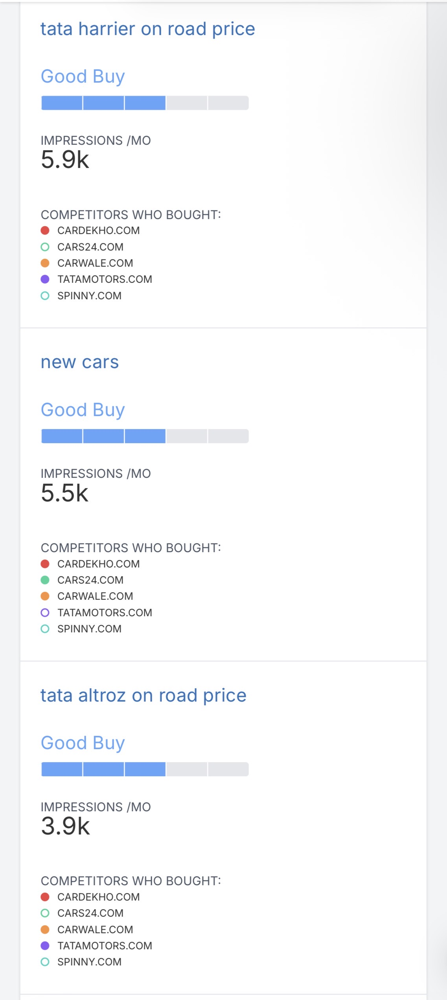 tata harrier on road price
Good Buy
IMPRESSIONS /MO
5.9k
COMPETITORS WHO BOUGHT:
CARDEKHO.COM
CARS24.COM
CARWALE.COM
TATAMOTORS.COM
SPINNY.COM
new cars
Good Buy
IMPRESSIONS /MO
5.5k
COMPETITORS WHO BOUGHT:
CARDEKHO.COM
CARS24.COM
CARWALE.COM
TATAMOTORS.COM
SPINNY.COM
tata altroz on road price
Good Buy
IMPRESSIONS /MO
3.9k
COMPETITORS WHO BOUGHT:
CARDEKHO.COM
CARS24.COM
CARWALE.COM
TATAMOTORS.COM
SPINNY.COM